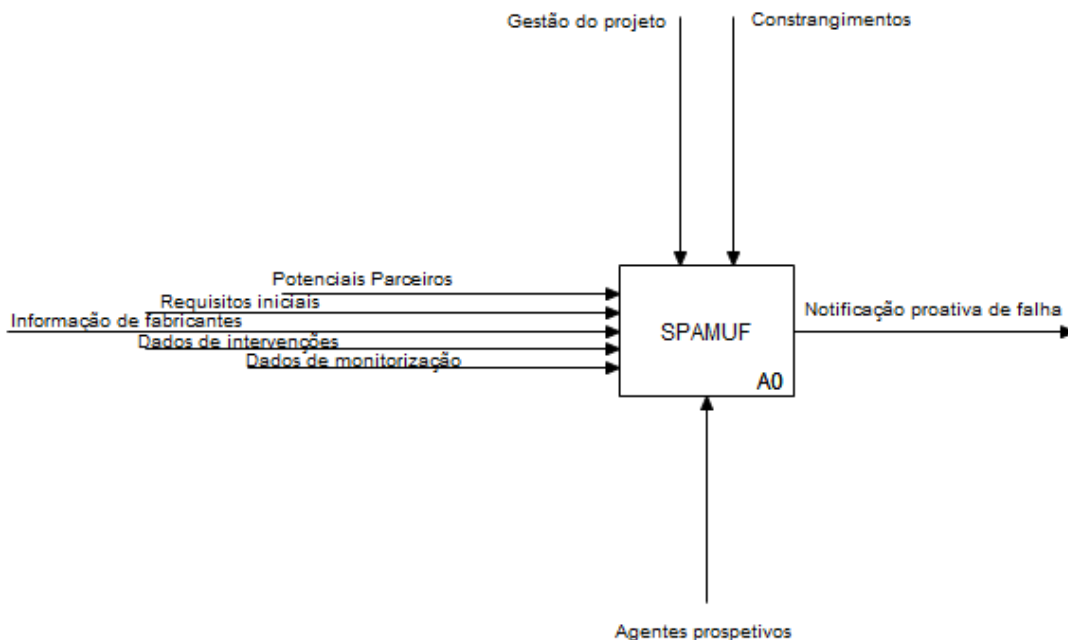 Gestão do projeto
Constrangimentos
Potenciais Parceiros
Requisitos iniciais
Informação de fabricantes
Dados de intervenções
Dados de monitorização
SPAMUF
A0
Notificação proativa de falha
Agentes prospetivos